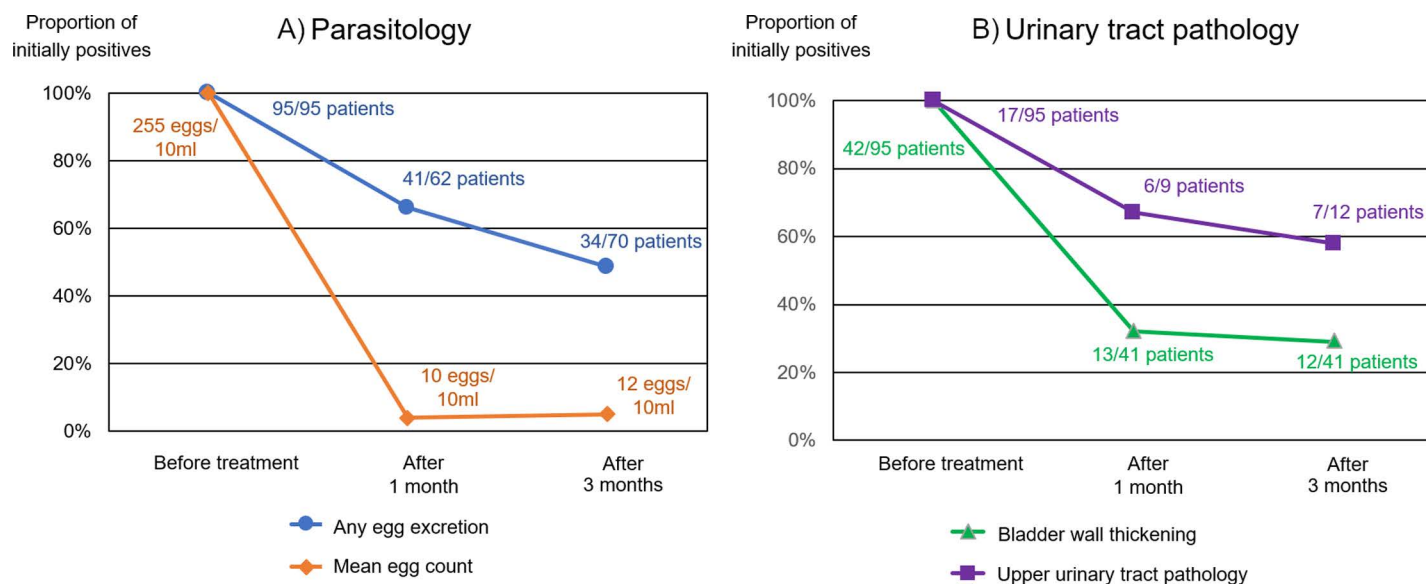 Proportion of
initially positives
A) Parasitology
100%
80%
60%
40%
20%
0%
95/95 patients
255 eggs/
10ml
41/62 patients
34/70 patients
10 eggs/
10ml
12 eggs/
10ml
Before treatment
After
1 month
After
3 months
Any egg excretion
Mean egg count
Proportion of
initially positives
B) Urinary tract pathology
100%
80%
60%
40%
20%
0%
17/95 patients
42/95 patients
6/9 patients
7/12 patients
13/41 patients
12/41 patients
Before treatment
After
1 month
After
3 months
Bladder wall thickening
Upper urinary tract pathology